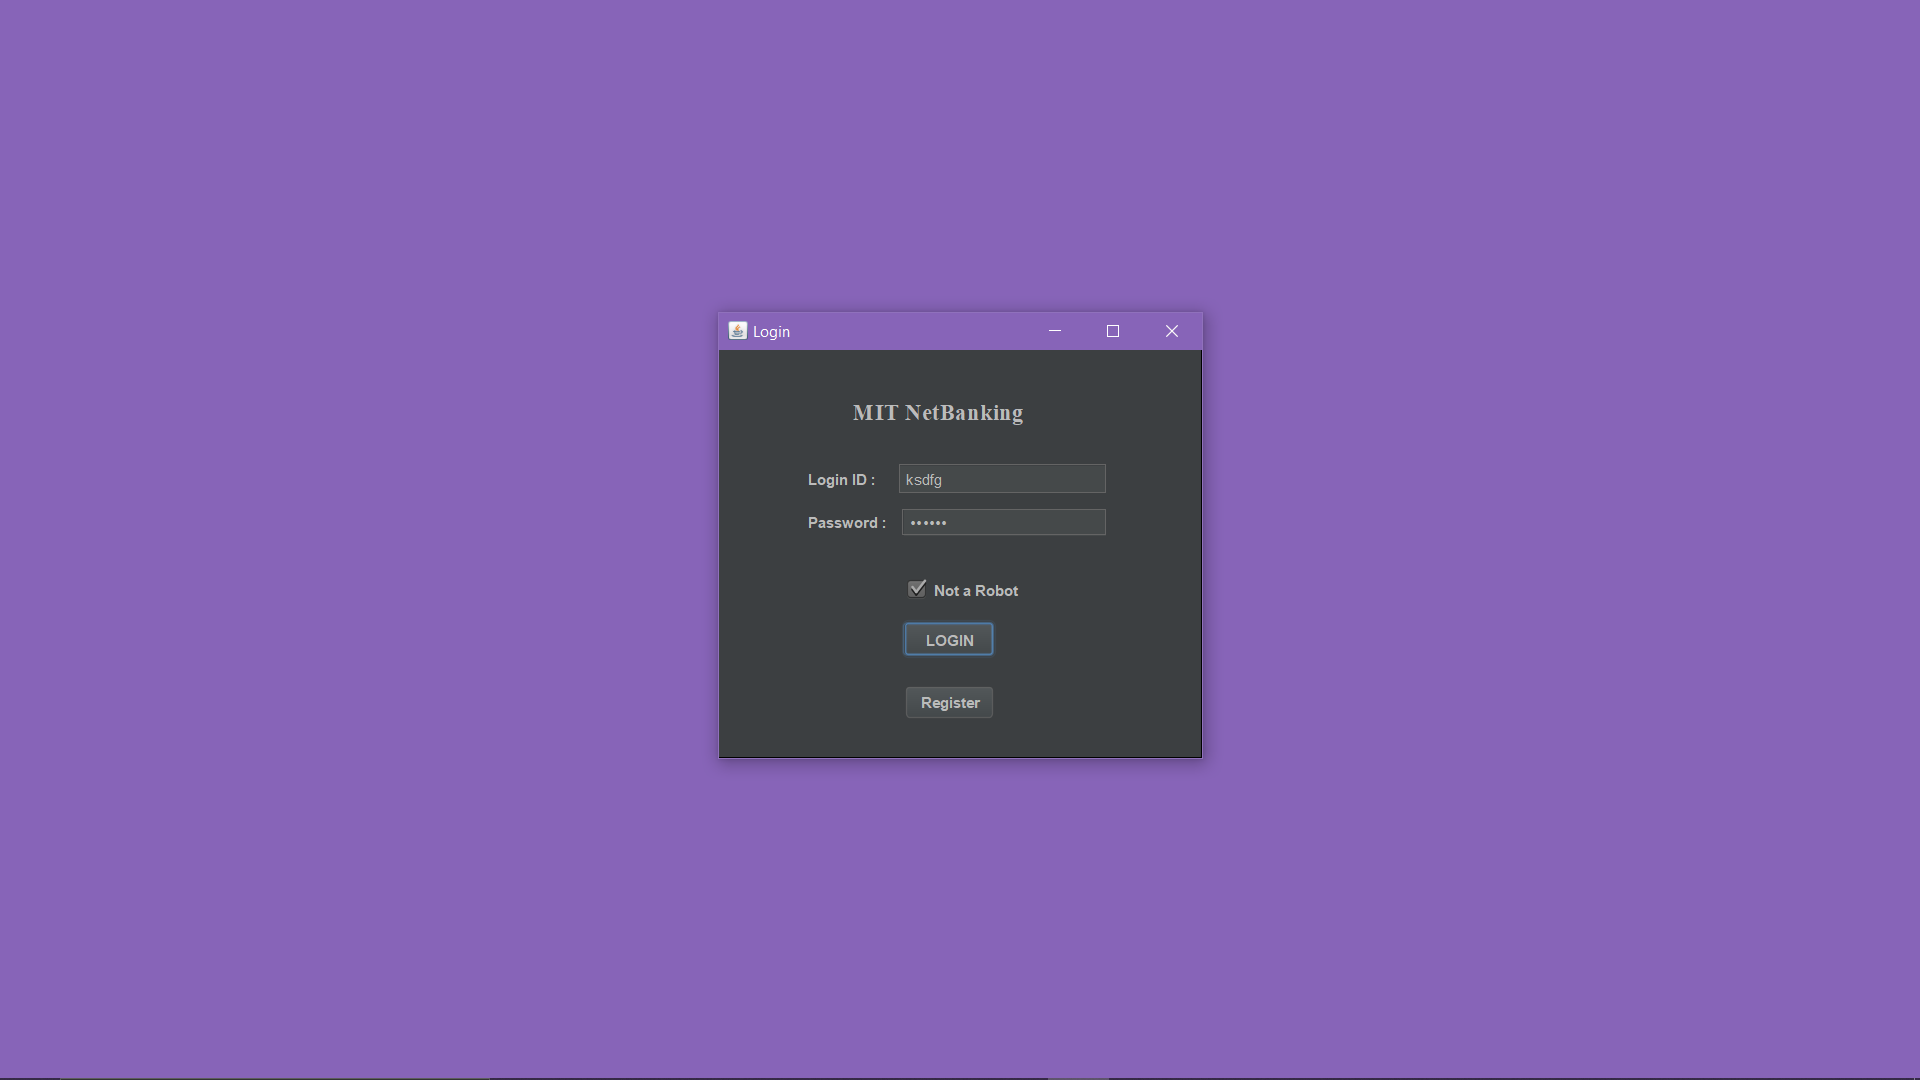 Login
MIT NetBanking
Login ID : ksdfg
Password : ••••••
Not a Robot
LOGIN
Register